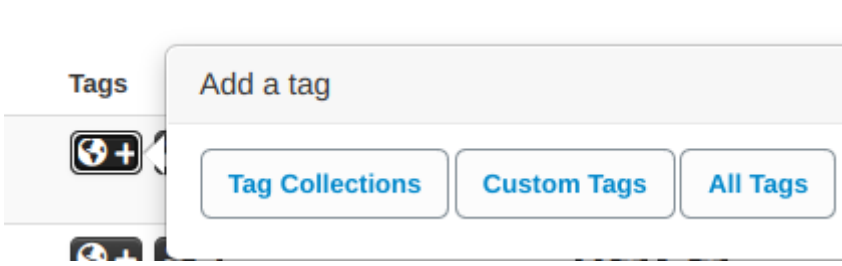 Tags
Add a tag
Tag Collections
Custom Tags
All Tags